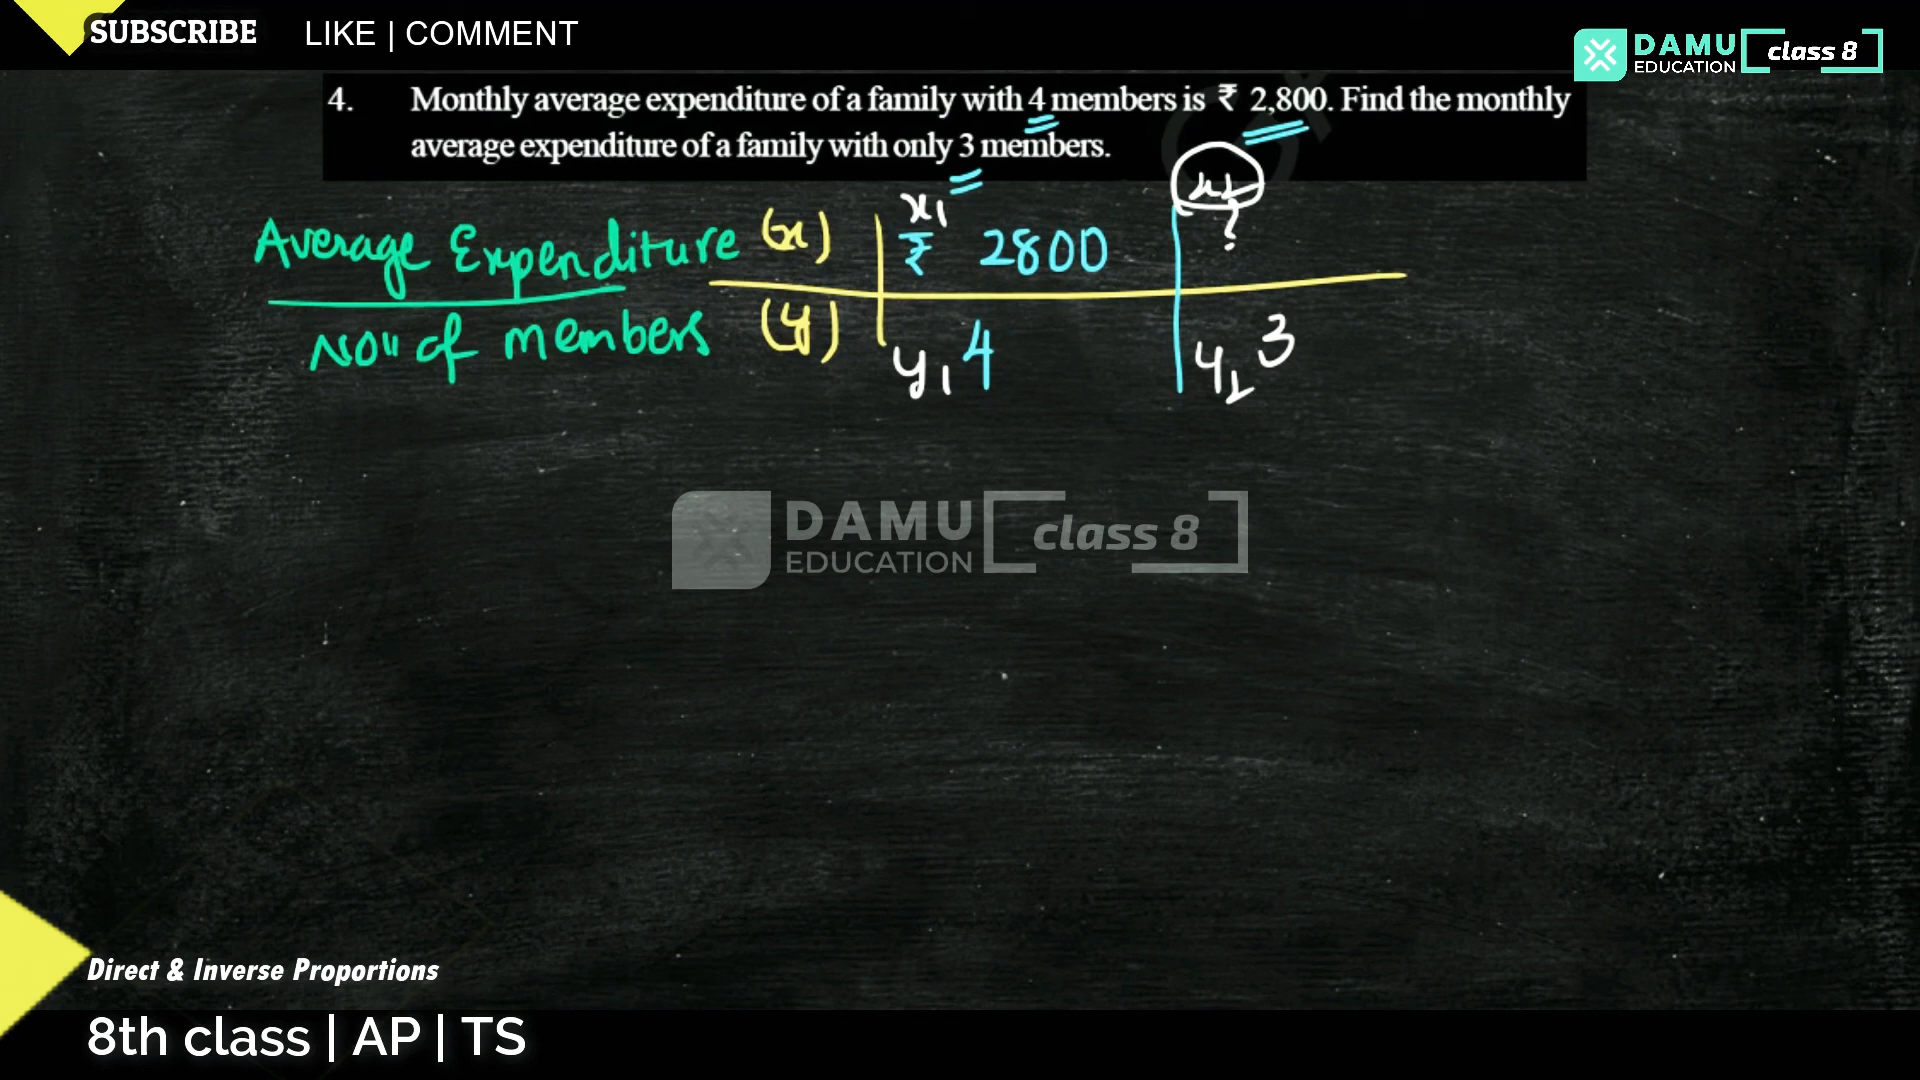 SUBSCRIBE LIKE | COMMENT
DAMU EDUCATION class 8
4. Monthly average expenditure of a family with 4 members is ₹ 2,800. Find the monthly
average expenditure of a family with only 3 members.
x₁ x₂
Average Expenditure (x) ₹ 2800 ?
No" of members (y) y₁ 4 y₂ 3
DAMU EDUCATION class 8
Direct & Inverse Proportions
8th class | AP | TS